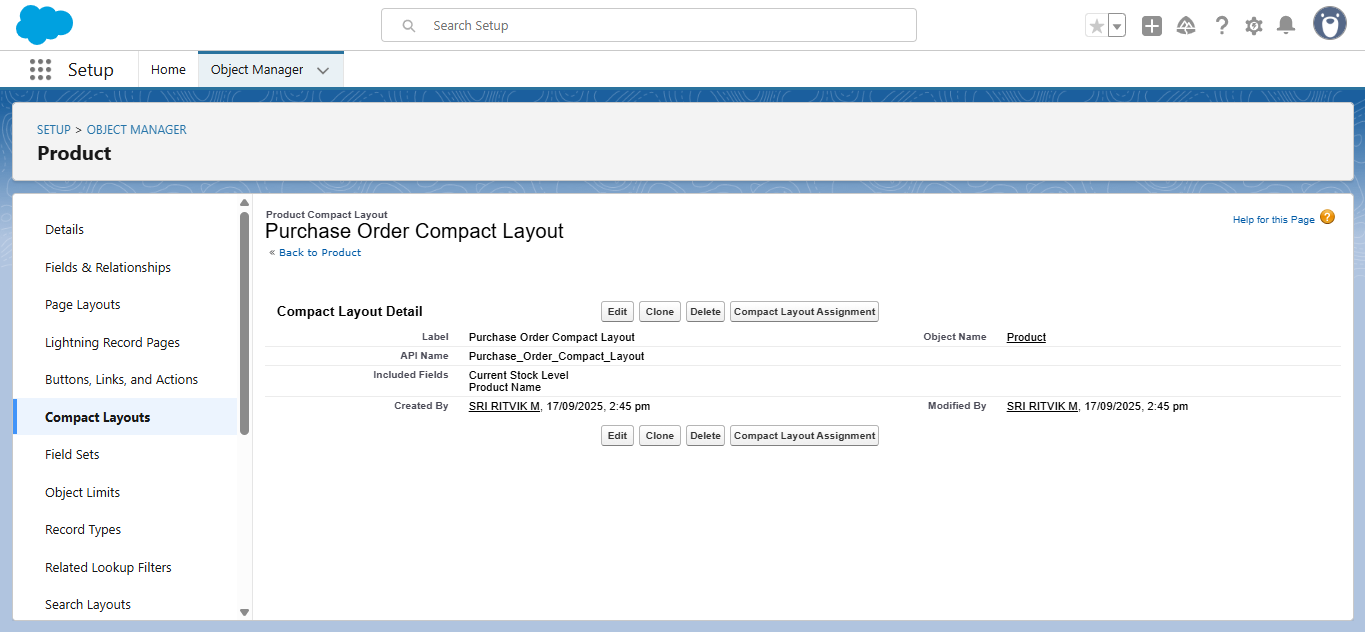 Search Setup
Setup
Home
Object Manager
SETUP > OBJECT MANAGER
Product
Details
Fields & Relationships
Page Layouts
Lightning Record Pages
Buttons, Links, and Actions
Compact Layouts
Field Sets
Object Limits
Record Types
Related Lookup Filters
Search Layouts
Product Compact Layout
Purchase Order Compact Layout
« Back to Product
Help for this Page ?
Compact Layout Detail
Edit Clone Delete Compact Layout Assignment
Label Purchase Order Compact Layout Object Name Product
API Name Purchase_Order_Compact_Layout
Included Fields Current Stock Level
Product Name
Created By SRI RITVIK M, 17/09/2025, 2:45 pm Modified By SRI RITVIK M, 17/09/2025, 2:45 pm
Edit Clone Delete Compact Layout Assignment